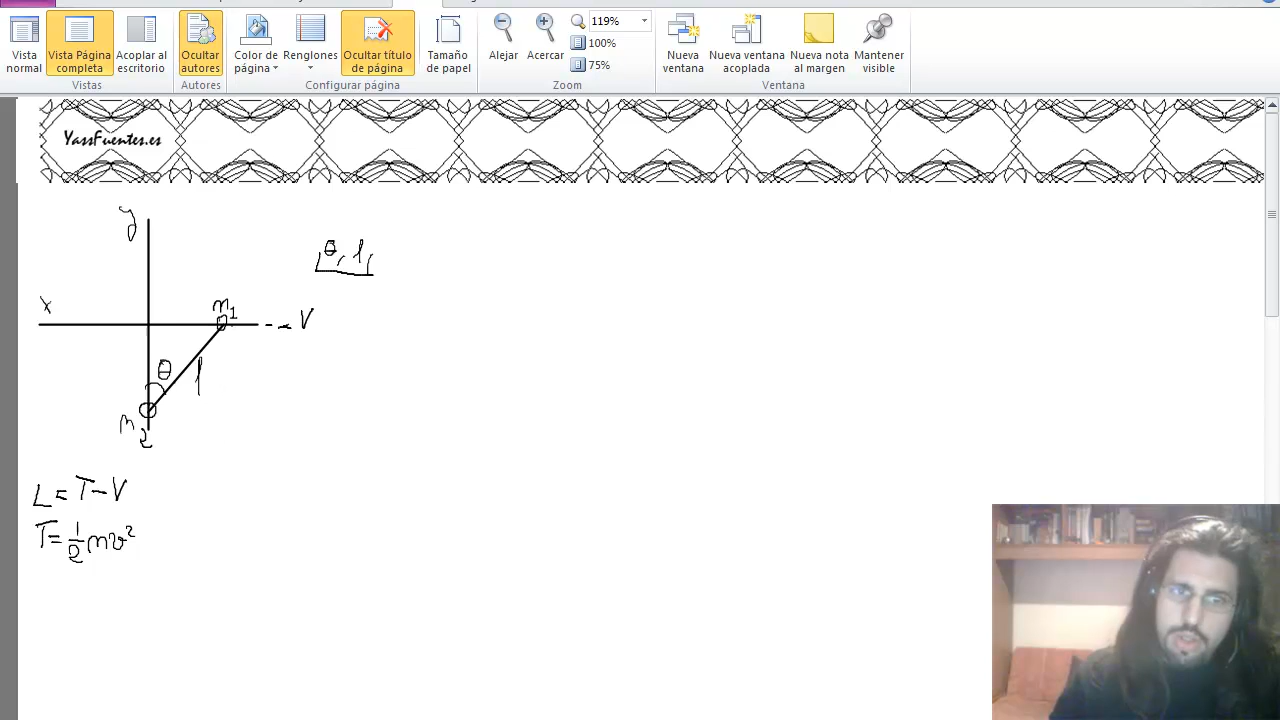 119%
100%
75%
Vista normal
Vista Página completa
Acoplar al escritorio
Ocultar autores
Color de página
Renglones
Ocultar título de página
Tamaño de papel
Alejar
Acercar
Nueva ventana
Nueva ventana acoplada
Nueva nota al margen
Mantener visible
Vistas
Autores
Configurar página
Zoom
Ventana
YassFuentes.es
y
θ, l,
x
m1
V
θ
l
m2
L = T - V
T = 1/2 m v²